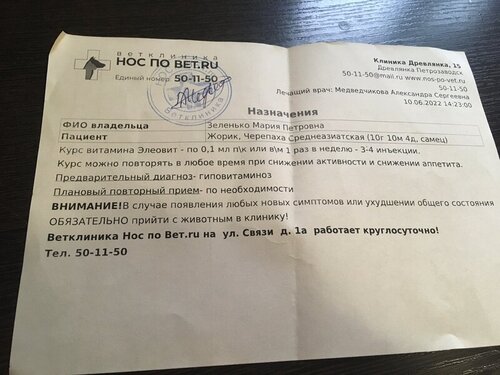 ветклиника
НОС ПО ВЕТ.RU
Единый номер 50-11-50
Клиника Древлянка, 15
Древлянка Петрозаводск
50-11-50@mail.ru www.nos-po-vet.ru
50-11-50
Лечащий врач: Медведчикова Александра Сергеевна
10.06.2022 14:23:00
Назначения
ФИО владельца Зеленько Мария Петровна
Пациент Жорик, Черепаха Среднеазиатская (10г 10м 4д, самец)
Курс витамина Элеовит - по 0,1 мл п\к или в\м 1 раз в неделю - 3-4 инъекции.
Курс можно повторять в любое время при снижении активности и снижении аппетита.
Предварительный диагноз- гиповитаминоз
Плановый повторный прием- по необходимости
ВНИМАНИЕ!В случае появления любых новых симптомов или ухудшении общего состояния
ОБЯЗАТЕЛЬНО прийти с животным в клинику!
Ветклиника Нос по Вет.ru на ул. Связи д. 1а работает круглосуточно!
Тел. 50-11-50
ветклиника